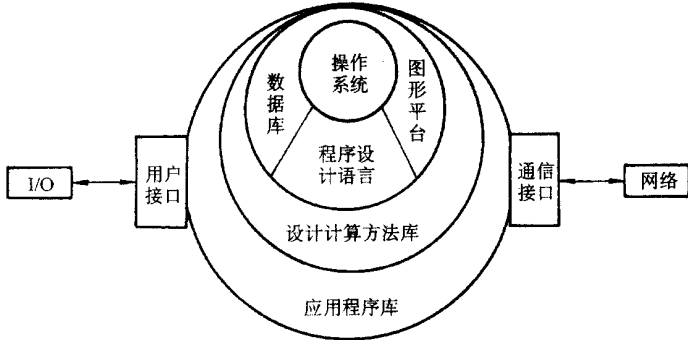 操作
系统
数
据
库
图
形
平
台
程序设
计语言
用户
接口
通信
接口
I/O
网络
设计计算方法库
应用程序库